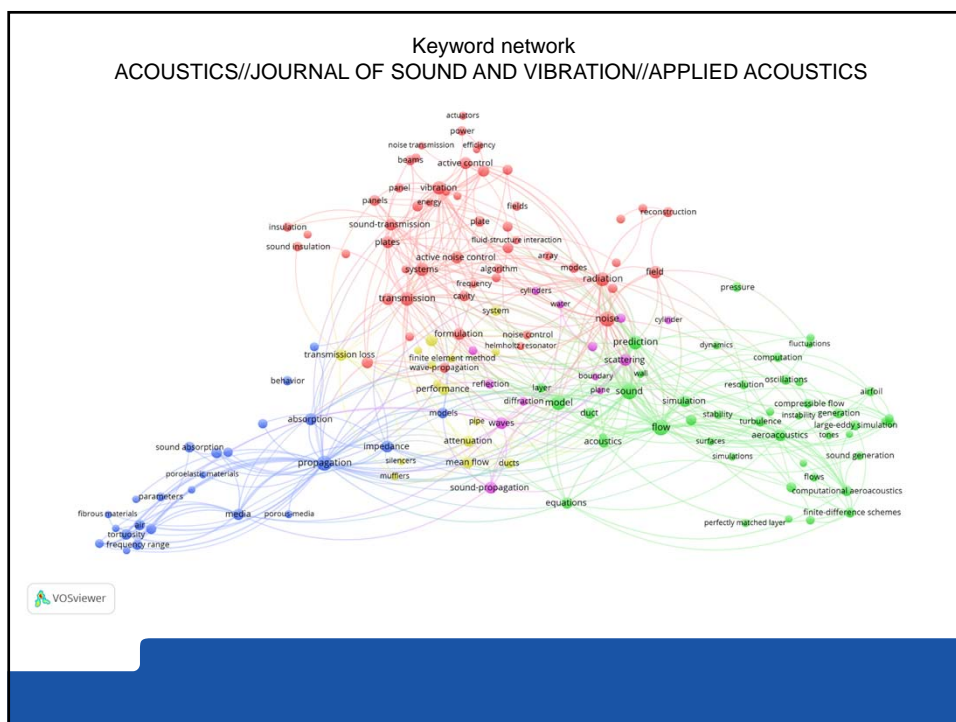 Keyword network
ACOUSTICS//JOURNAL OF SOUND AND VIBRATION//APPLIED ACOUSTICS
actuators
power
noise transmission
efficiency
beams
active control
panel
vibration
panels
energy
fields
reconstruction
insulation
sound-transmission
plate
sound insulation
plates
fluid-structure interaction
active noise control
array
systems
algorithm
modes
radiation
field
frequency
cylinders
pressure
transmission
cavity
water
system
noise
cylinder
formulation
noise control
prediction
dynamics
fluctuations
helmholtz resonator
transmission loss
finite element method
scattering
computation
wave-propagation
wall
behavior
boundary
resolution
oscillations
performance
reflection
layer
plane
sound
airfoil
diffraction
model
simulation
compressible flow
absorption
models
duct
stability
instability
generation
pipe
waves
flow
turbulence
large-eddy simulation
sound absorption
impedance
attenuation
acoustics
surfaces
aeroacoustics
tones
propagation
silencers
mean flow
ducts
simulations
sound generation
poroelastic materials
mufflers
flows
sound-propagation
computational aeroacoustics
parameters
equations
fibrous materials
media
porous-media
finite-difference schemes
air
perfectly matched layer
tortuosity
frequency range
VOSviewer